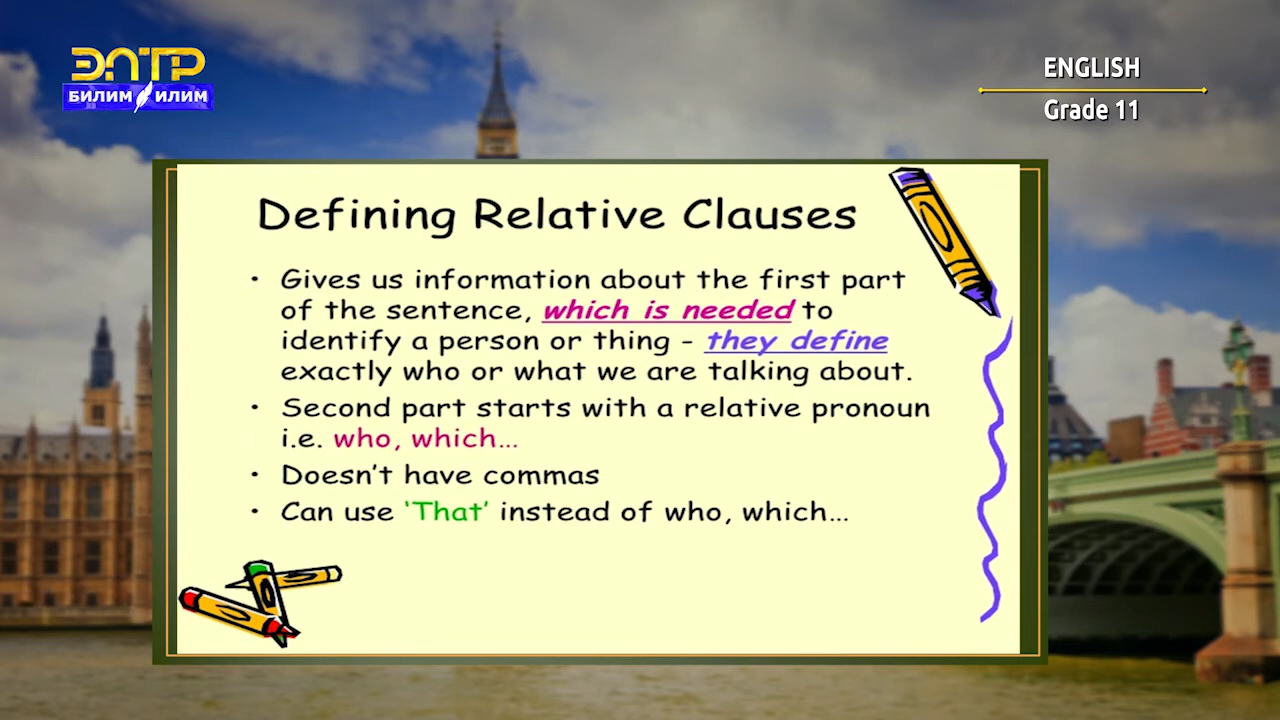 ЭЛТР
БИЛИМ ИЛИМ
ENGLISH
Grade 11
Defining Relative Clauses
• Gives us information about the first part
of the sentence, which is needed to
identify a person or thing - they define
exactly who or what we are talking about.
• Second part starts with a relative pronoun
i.e. who, which…
• Doesn't have commas
• Can use 'That' instead of who, which…